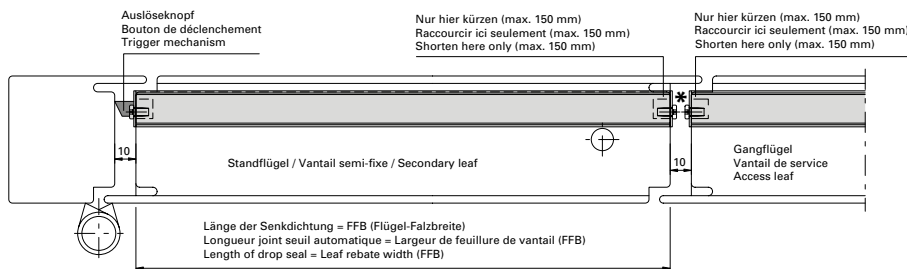 Auslöseknopf
Bouton de déclenchement
Trigger mechanism
Nur hier kürzen (max. 150 mm)
Raccourcir ici seulement (max. 150 mm)
Shorten here only (max. 150 mm)
Nur hier kürzen (max. 150 mm)
Raccourcir ici seulement (max. 150 mm)
Shorten here only (max. 150 mm)
*
10
Standflügel / Vantail semi-fixe / Secondary leaf
10
Gangflügel
Vantail de service
Access leaf
Länge der Senkdichtung = FFB (Flügel-Falzbreite)
Longueur joint seuil automatique = Largeur de feuillure de vantail (FFB)
Length of drop seal = Leaf rebate width (FFB)